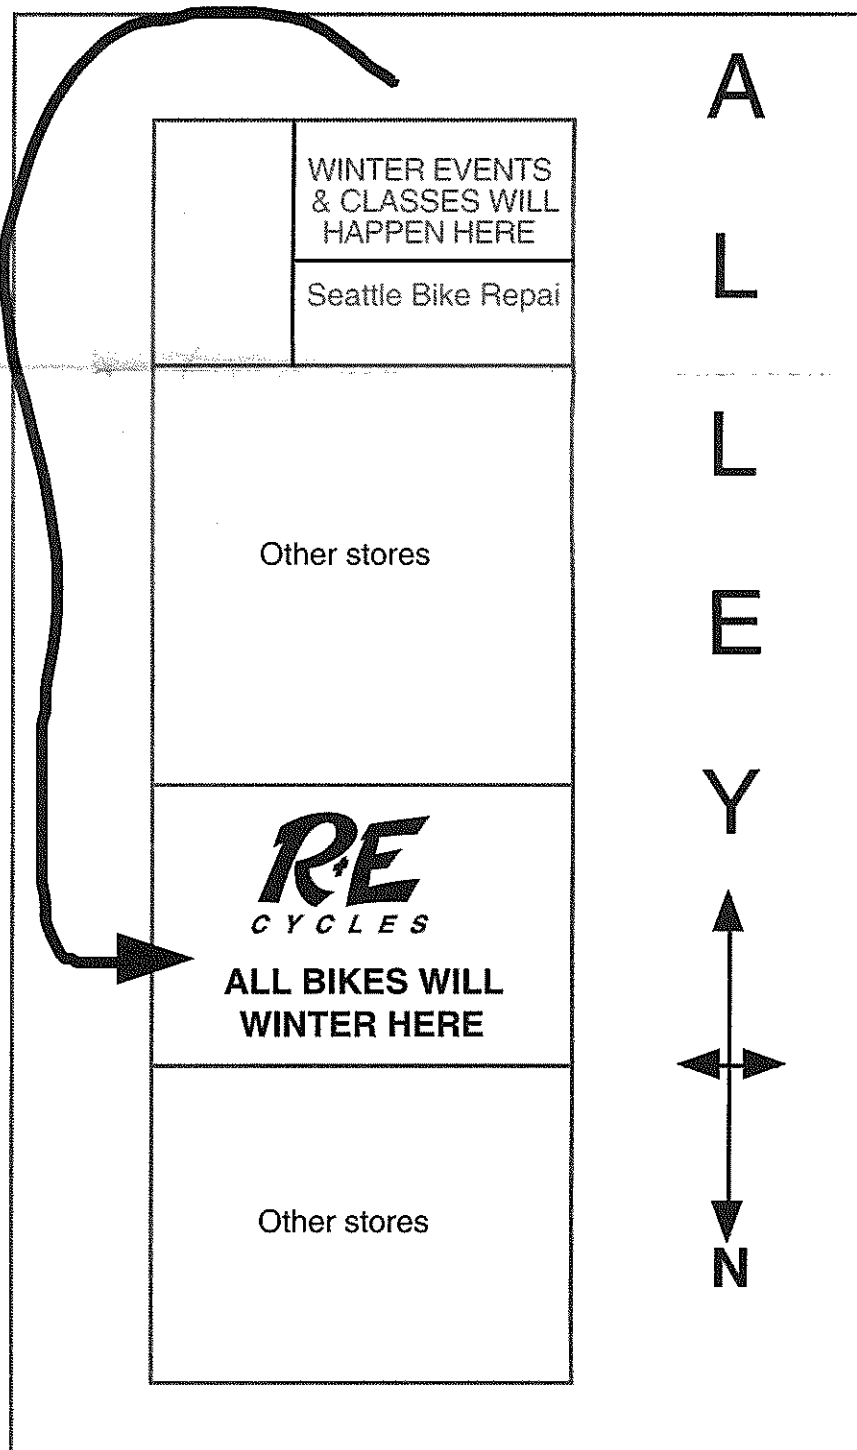 WINTER EVENTS
& CLASSES WILL
HAPPEN HERE
Seattle Bike Repai
Other stores
R+E
CYCLES
ALL BIKES WILL
WINTER HERE
Other stores
A
L
L
E
Y
N